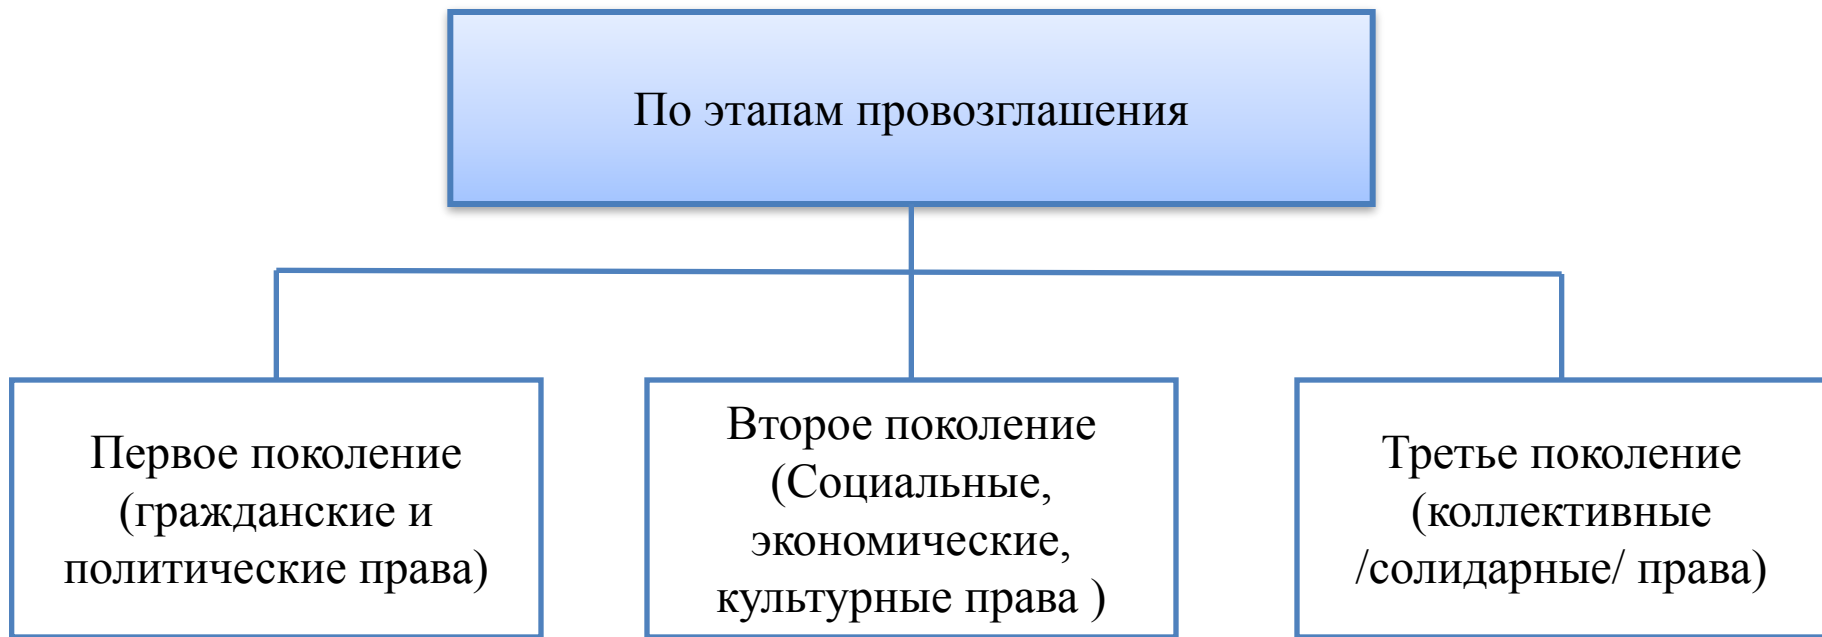 По этапам провозглашения
Первое поколение
(гражданские и
политические права)
Второе поколение
(Социальные,
экономические,
культурные права )
Третье поколение
(коллективные
/солидарные/ права)